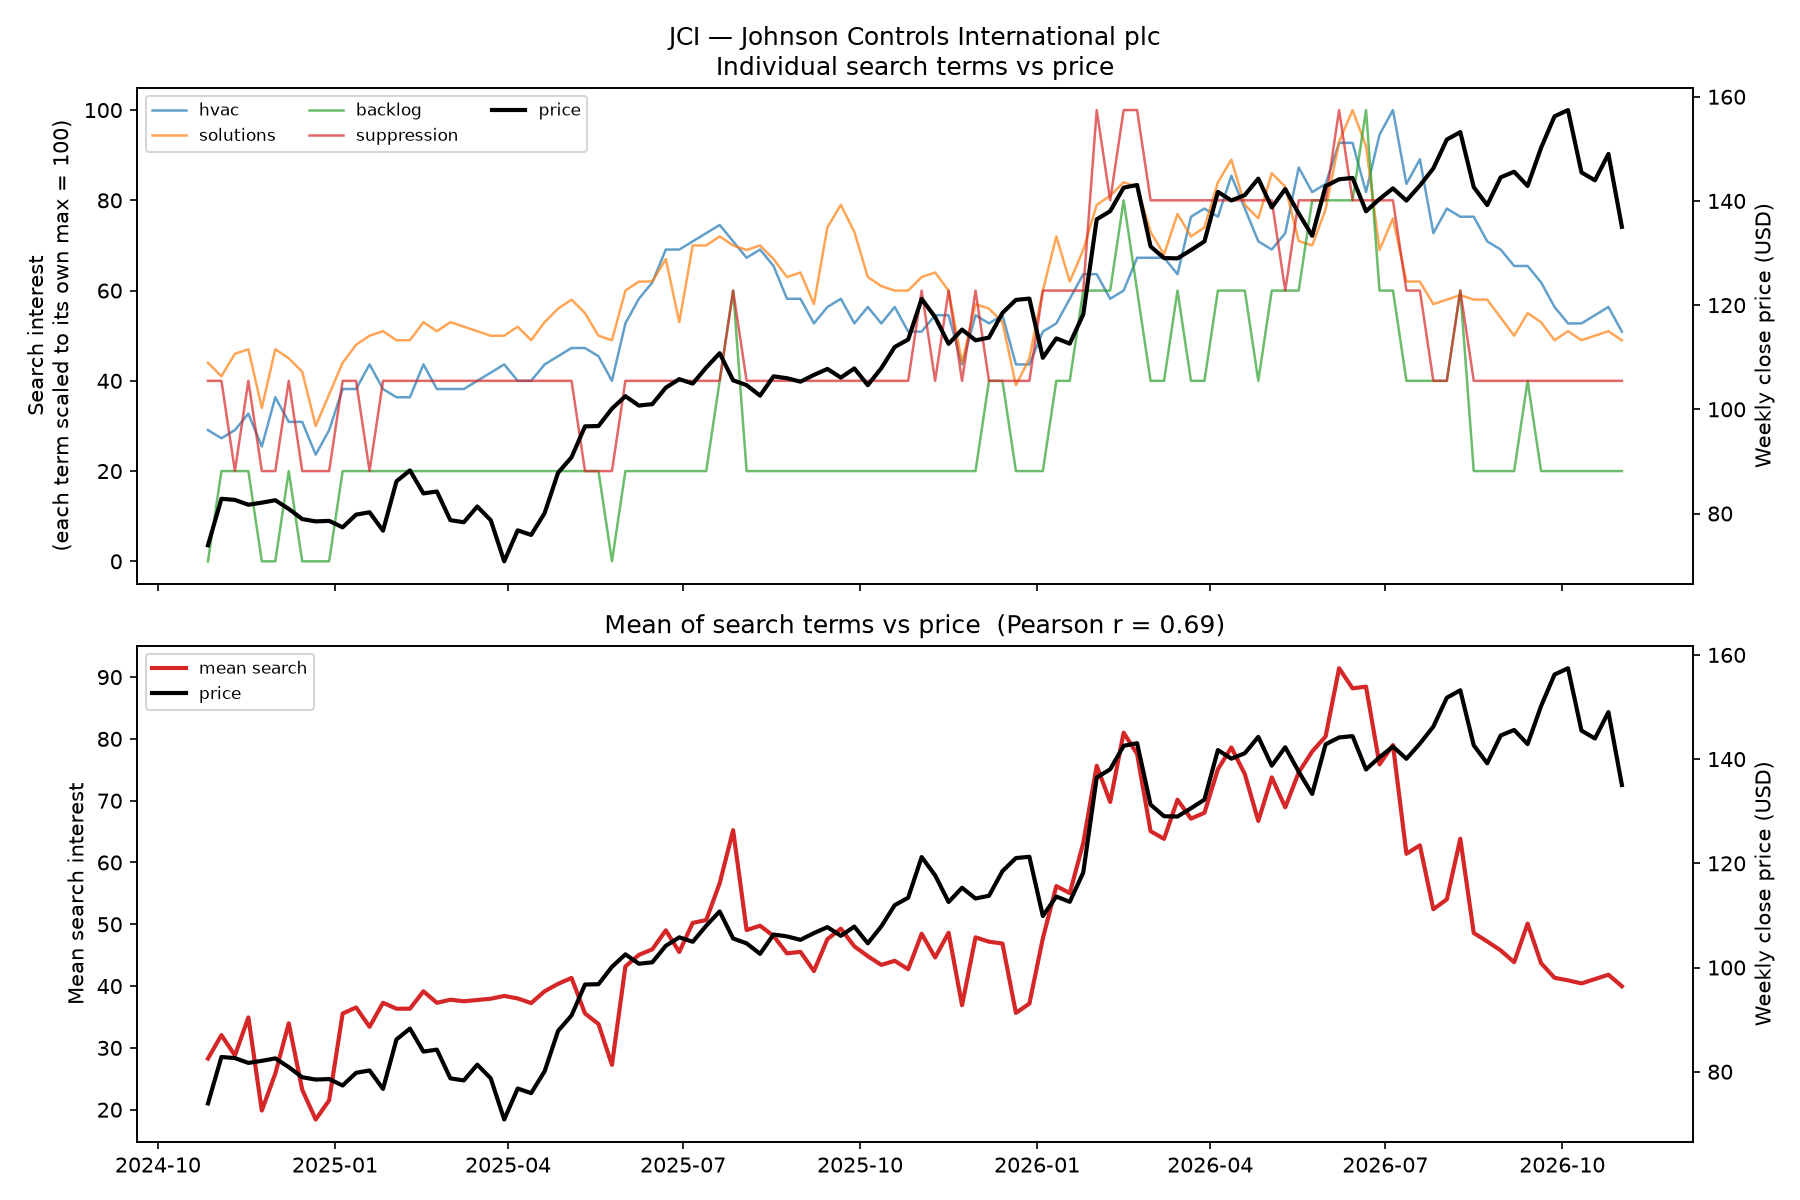 JCI — Johnson Controls International plc
Individual search terms vs price
hvac
solutions
backlog
suppression
price
100
80
60
40
20
0
Search interest
(each term scaled to its own max = 100)
160
140
120
100
80
Weekly close price (USD)
Mean of search terms vs price  (Pearson r = 0.69)
mean search
price
90
80
70
60
50
40
30
20
Mean search interest
160
140
120
100
80
Weekly close price (USD)
2024-10
2025-01
2025-04
2025-07
2025-10
2026-01
2026-04
2026-07
2026-10